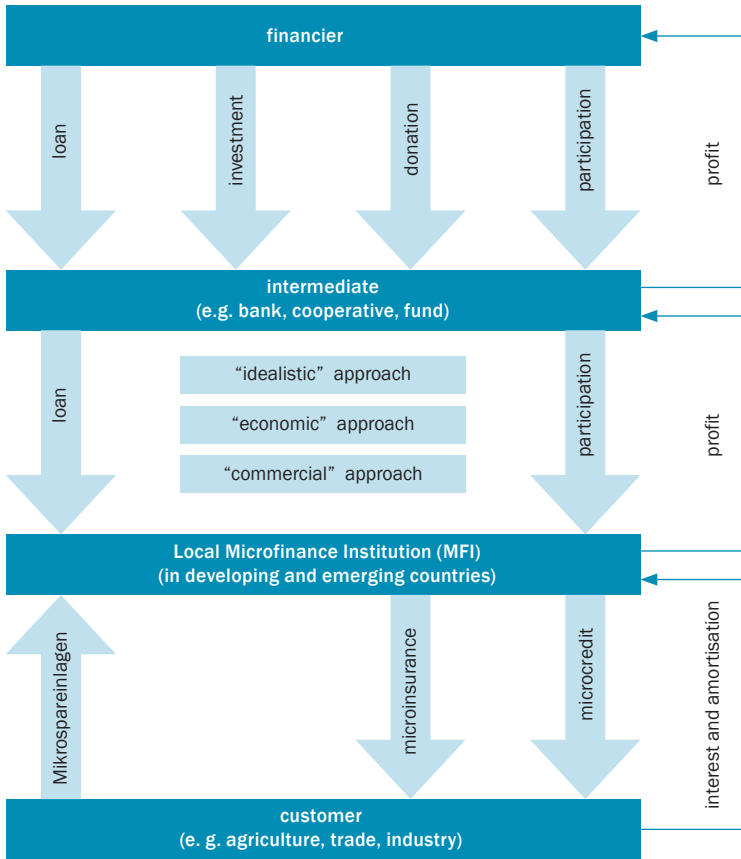 financier
loan
investment
donation
participation
profit
intermediate
(e.g. bank, cooperative, fund)
loan
“idealistic” approach
“economic” approach
“commercial” approach
participation
profit
Local Microfinance Institution (MFI)
(in developing and emerging countries)
Mikrospareinlagen
microinsurance
microcredit
interest and amortisation
customer
(e. g. agriculture, trade, industry)